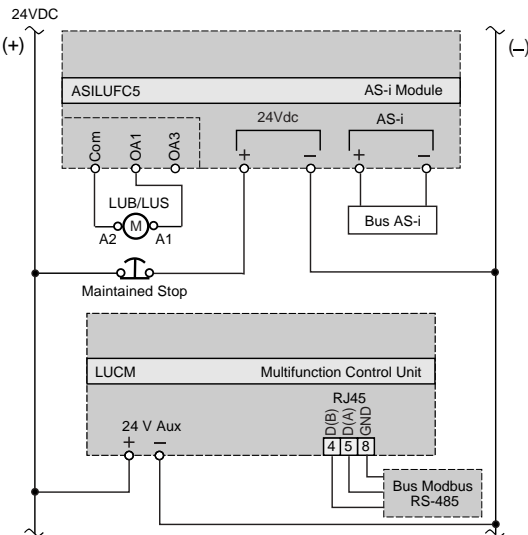 24VDC
(+)
(–)
ASILUFC5 AS-i Module
Com OA1 OA3
24Vdc AS-i
+ – + –
LUB/LUS
M
A2 A1
Bus AS-i
Maintained Stop
LUCM Multifunction Control Unit
RJ45
24 V Aux
D(B) D(A) GND
+ –
4 5 8
Bus Modbus
RS-485